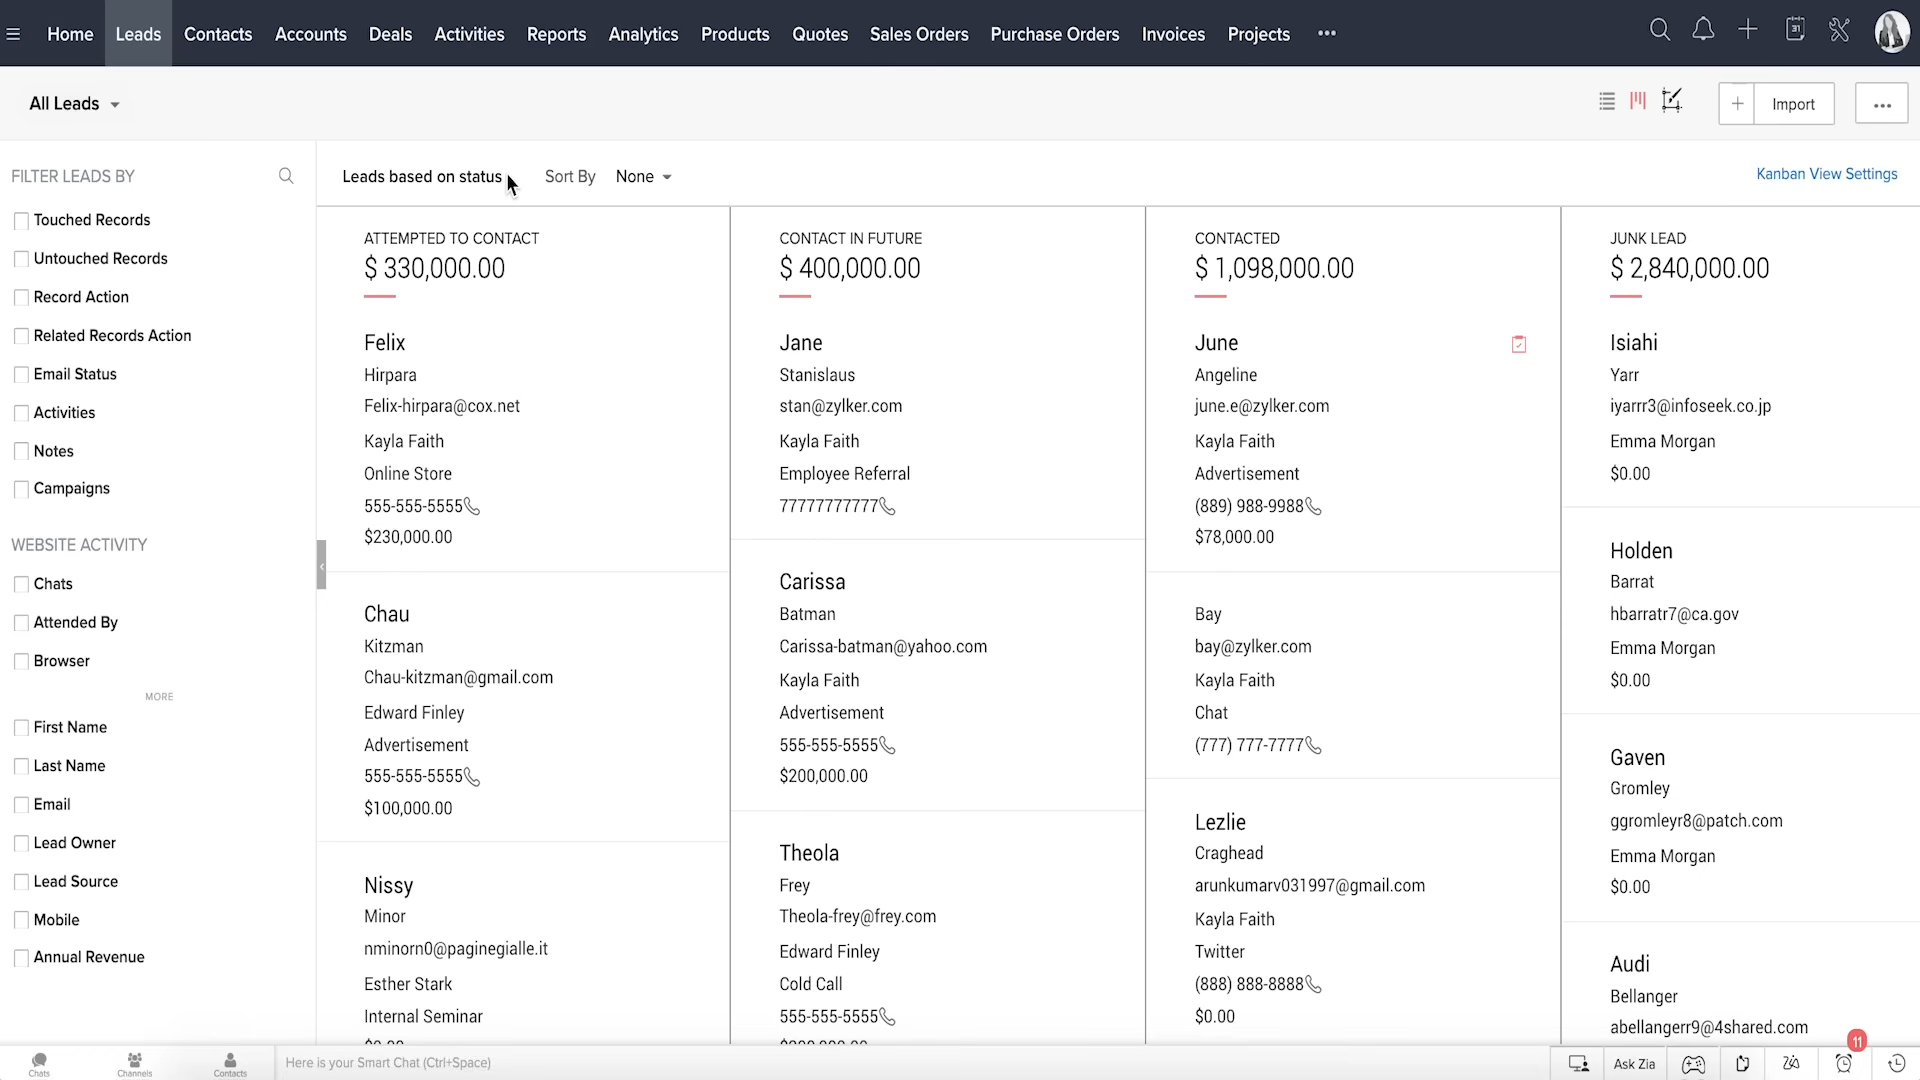 Home Leads Contacts Accounts Deals Activities Reports Analytics Products Quotes Sales Orders Purchase Orders Invoices Projects •••
31
All Leads
+ Import •••
FILTER LEADS BY
Touched Records
Untouched Records
Record Action
Related Records Action
Email Status
Activities
Notes
Campaigns
WEBSITE ACTIVITY
Chats
Attended By
Browser
MORE
First Name
Last Name
Email
Lead Owner
Lead Source
Mobile
Annual Revenue
Leads based on status Sort By None
Kanban View Settings
ATTEMPTED TO CONTACT
$ 330,000.00
Felix
Hirpara
Felix-hirpara@cox.net
Kayla Faith
Online Store
555-555-5555
$230,000.00
Chau
Kitzman
Chau-kitzman@gmail.com
Edward Finley
Advertisement
555-555-5555
$100,000.00
Nissy
Minor
nminorn0@paginegialle.it
Esther Stark
Internal Seminar
CONTACT IN FUTURE
$ 400,000.00
Jane
Stanislaus
stan@zylker.com
Kayla Faith
Employee Referral
77777777777
Carissa
Batman
Carissa-batman@yahoo.com
Kayla Faith
Advertisement
555-555-5555
$200,000.00
Theola
Frey
Theola-frey@frey.com
Edward Finley
Cold Call
555-555-5555
CONTACTED
$ 1,098,000.00
June
Angeline
june.e@zylker.com
Kayla Faith
Advertisement
(889) 988-9988
$78,000.00
Bay
bay@zylker.com
Kayla Faith
Chat
(777) 777-7777
Lezlie
Craghead
arunkumarv031997@gmail.com
Kayla Faith
Twitter
(888) 888-8888
$0.00
JUNK LEAD
$ 2,840,000.00
Isiahi
Yarr
iyarrr3@infoseek.co.jp
Emma Morgan
$0.00
Holden
Barrat
hbarratr7@ca.gov
Emma Morgan
$0.00
Gaven
Gromley
ggromleyr8@patch.com
Emma Morgan
$0.00
Audi
Bellanger
abellangerr9@4shared.com
Chats Channels Contacts
Here is your Smart Chat (Ctrl+Space)
Ask Zia
11